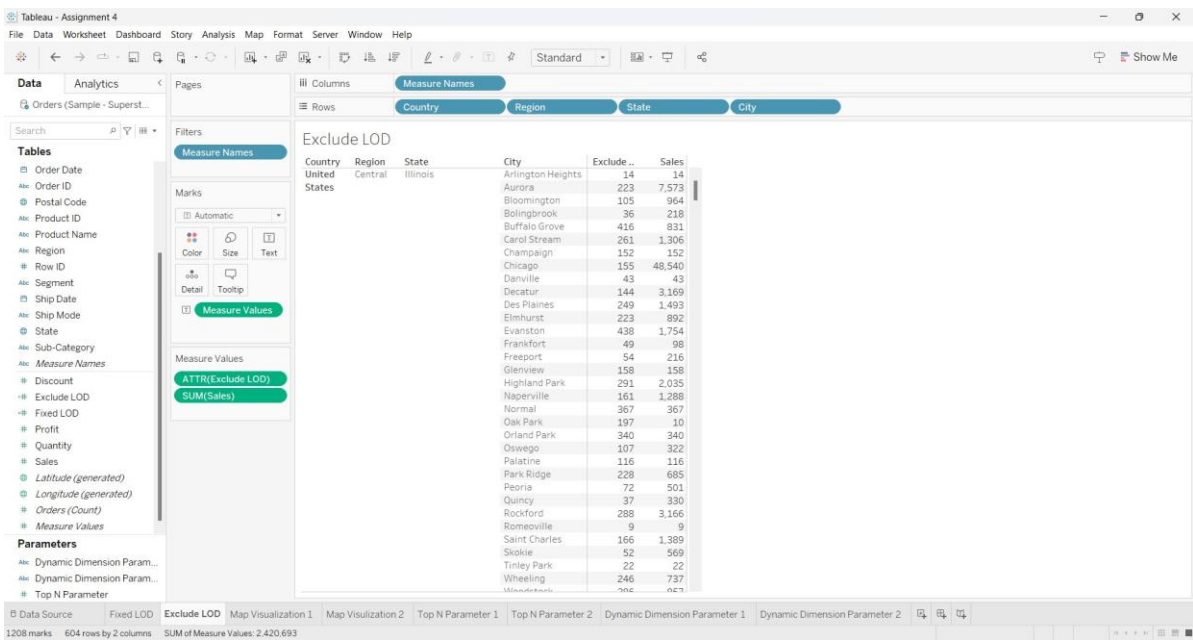 Tableau - Assignment 4
File Data Worksheet Dashboard Story Analysis Map Format Server Window Help
Standard
Show Me
Data Analytics
Orders (Sample - Superst...
Search
Tables
Order Date
Abc Order ID
Postal Code
Abc Product ID
Abc Product Name
Abc Region
# Row ID
Abc Segment
Ship Date
Abc Ship Mode
State
Abc Sub-Category
Abc Measure Names
# Discount
=# Exclude LOD
=# Fixed LOD
# Profit
# Quantity
# Sales
Latitude (generated)
Longitude (generated)
# Orders (Count)
# Measure Values
Parameters
Abc Dynamic Dimension Param...
Abc Dynamic Dimension Param...
# Top N Parameter
Pages
Filters
Measure Names
Marks
Automatic
Color Size Text
Detail Tooltip
Measure Values
Measure Values
ATTR(Exclude LOD)
SUM(Sales)
Columns Measure Names
Rows Country Region State City
Exclude LOD
Country Region State City Exclude .. Sales
United States Central Illinois Arlington Heights 14 14
Aurora 223 7,573
Bloomington 105 964
Bolingbrook 36 218
Buffalo Grove 416 831
Carol Stream 261 1,306
Champaign 152 152
Chicago 155 48,540
Danville 43 43
Decatur 144 3,169
Des Plaines 249 1,493
Elmhurst 223 892
Evanston 438 1,754
Frankfort 49 98
Freeport 54 216
Glenview 158 158
Highland Park 291 2,035
Naperville 161 1,288
Normal 367 367
Oak Park 197 10
Orland Park 340 340
Oswego 107 322
Palatine 116 116
Park Ridge 228 685
Peoria 72 501
Quincy 37 330
Rockford 288 3,166
Romeoville 9 9
Saint Charles 166 1,389
Skokie 52 569
Tinley Park 22 22
Wheeling 246 737
Data Source Fixed LOD Exclude LOD Map Visualization 1 Map Visulization 2 Top N Parameter 1 Top N Parameter 2 Dynamic Dimension Parameter 1 Dynamic Dimension Parameter 2
1208 marks 604 rows by 2 columns SUM of Measure Values: 2,420,693